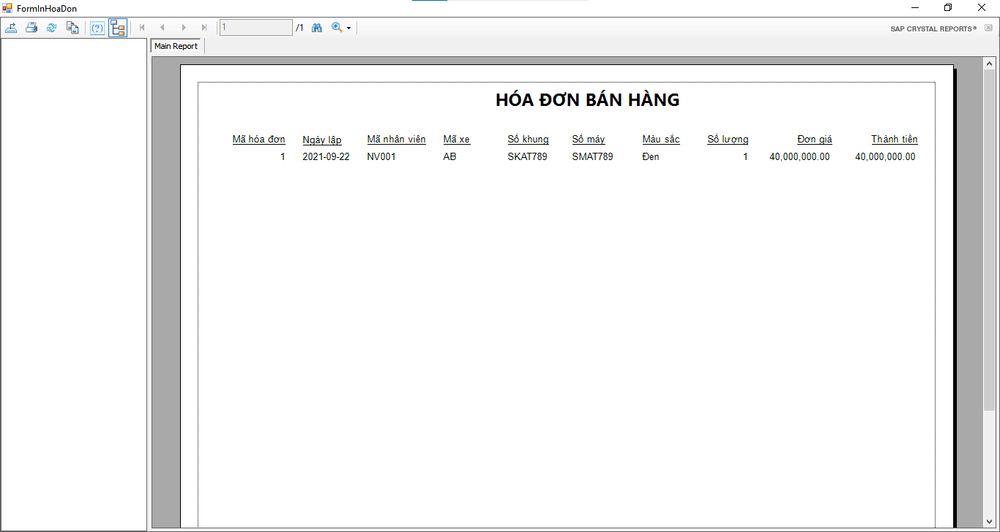 FormInHoaDon
1 /1 SAP CRYSTAL REPORTS®
Main Report
HÓA ĐƠN BÁN HÀNG
Mã hóa đơn Ngày lập Mã nhân viên Mã xe Số khung Số máy Màu sắc Số lượng Đơn giá Thành tiền
1 2021-09-22 NV001 AB SKAT789 SMAT789 Đen 1 40,000,000.00 40,000,000.00